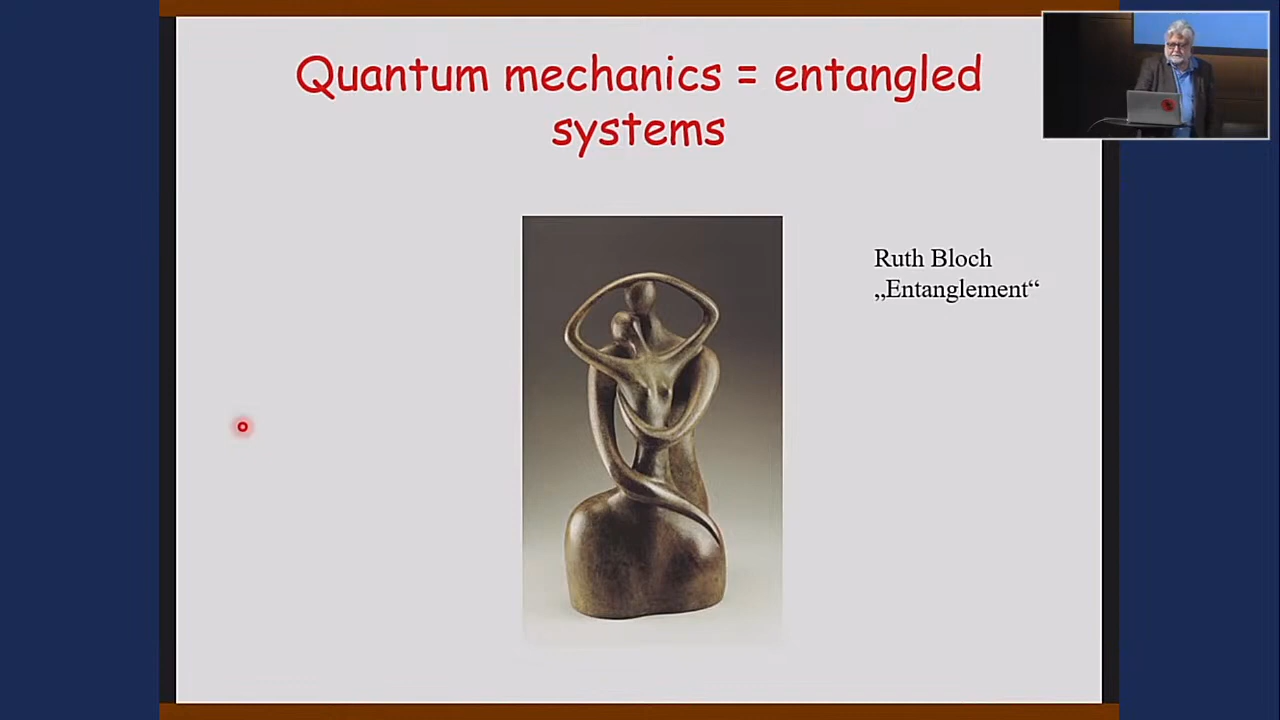 Quantum mechanics = entangled
systems
Ruth Bloch
„Entanglement“